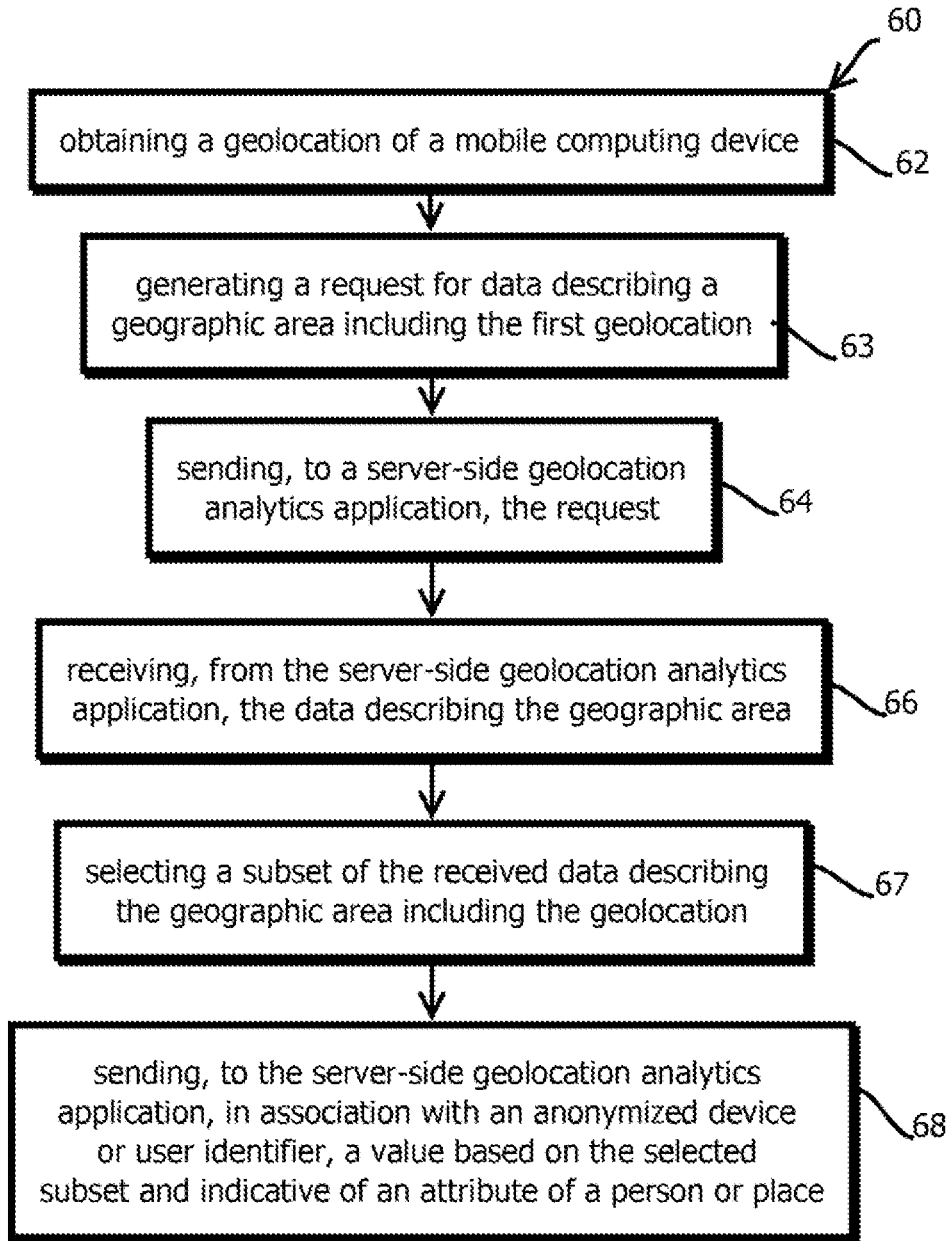 60
obtaining a geolocation of a mobile computing device
62
generating a request for data describing a
geographic area including the first geolocation
63
sending, to a server-side geolocation
analytics application, the request
64
receiving, from the server-side geolocation analytics
application, the data describing the geographic area
66
selecting a subset of the received data describing
the geographic area including the geolocation
67
sending, to the server-side geolocation analytics
application, in association with an anonymized device
or user identifier, a value based on the selected
subset and indicative of an attribute of a person or place
68